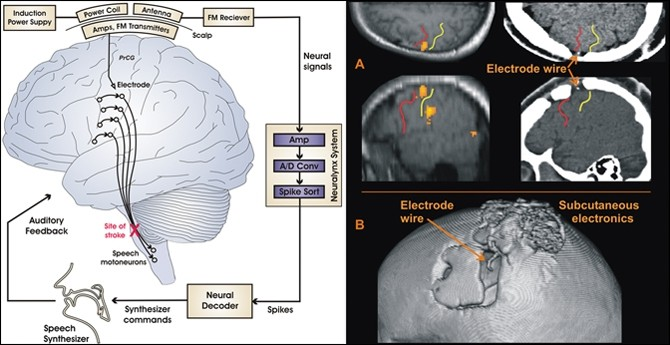 Induction
Power Suppy
Power Coil
Antenna
FM Reciever
Amps, FM Transmitters
Scalp
PrCG
Electrode
Neural
signals
Amp
A/D Conv
Spike Sort
Neuralynx System
Auditory
Feedback
Site of
stroke
Speech
motoneurons
Speech
Synthesizer
Synthesizer
commands
Neural
Decoder
Spikes
A
Electrode wire
B
Electrode
wire
Subcutaneous
electronics